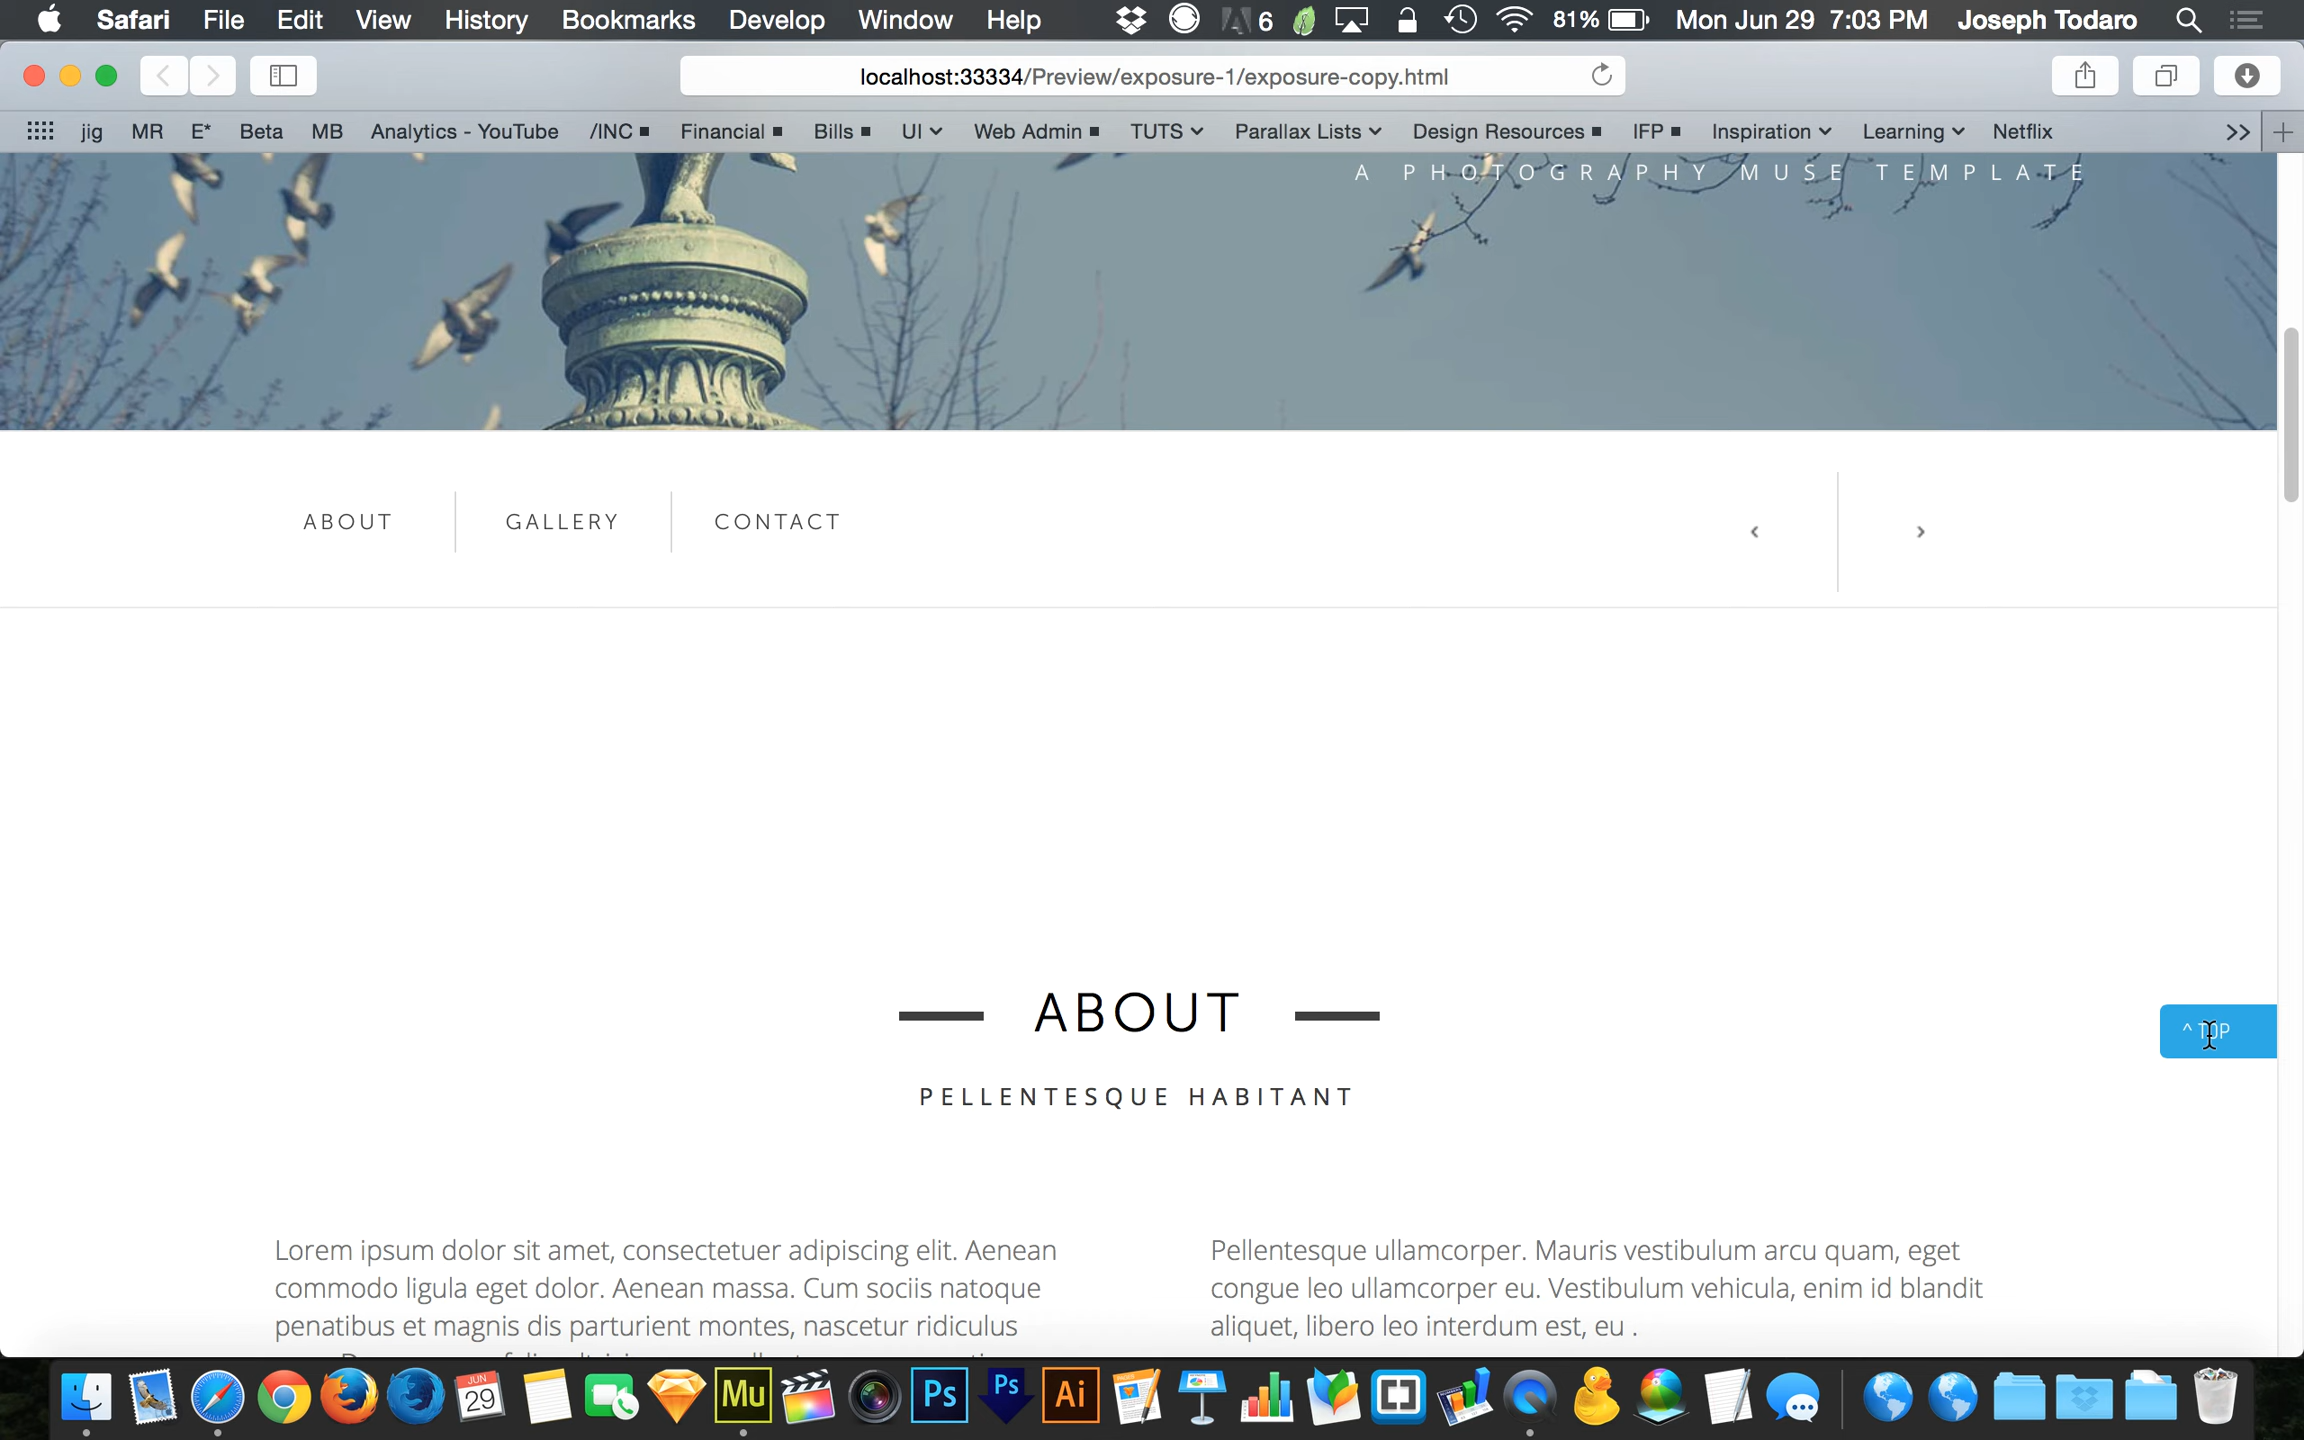 Safari File Edit View History Bookmarks Develop Window Help 6 81% Mon Jun 29 7:03 PM Joseph Todaro
localhost:33334/Preview/exposure-1/exposure-copy.html
jig MR E* Beta MB Analytics - YouTube /INC Financial Bills UI Web Admin TUTS Parallax Lists Design Resources IFP Inspiration Learning Netflix >> +
A PHOTOGRAPHY MUSE TEMPLATE
ABOUT GALLERY CONTACT ‹ ›
ABOUT
^ TOP
PELLENTESQUE HABITANT
Lorem ipsum dolor sit amet, consectetuer adipiscing elit. Aenean
commodo ligula eget dolor. Aenean massa. Cum sociis natoque
penatibus et magnis dis parturient montes, nascetur ridiculus
Pellentesque ullamcorper. Mauris vestibulum arcu quam, eget
congue leo ullamcorper eu. Vestibulum vehicula, enim id blandit
aliquet, libero leo interdum est, eu .
JUN
29 Mu Ps Ps Ai